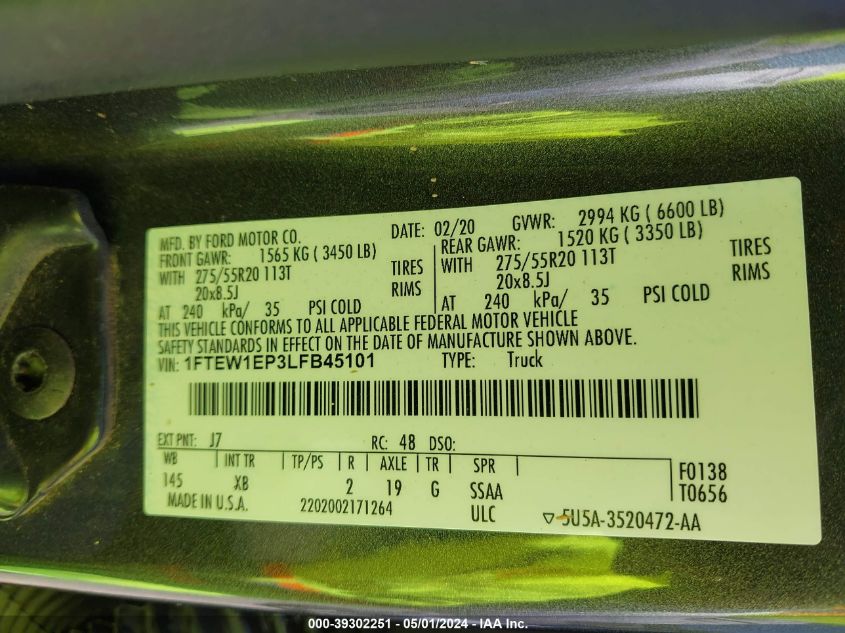 MFD. BY FORD MOTOR CO. DATE: 02/20 GVWR: 2994 KG ( 6600 LB)
FRONT GAWR: 1565 KG ( 3450 LB) REAR GAWR: 1520 KG ( 3350 LB)
WITH 275/55R20 113T TIRES WITH 275/55R20 113T TIRES
20x8.5J RIMS 20x8.5J RIMS
AT 240 kPa/ 35 PSI COLD AT 240 kPa/ 35 PSI COLD
THIS VEHICLE CONFORMS TO ALL APPLICABLE FEDERAL MOTOR VEHICLE
SAFETY STANDARDS IN EFFECT ON THE DATE OF MANUFACTURE SHOWN ABOVE.
VIN: 1FTEW1EP3LFB45101 TYPE: Truck
EXT PNT: J7 RC: 48 DSO:
WB INT TR TP/PS R AXLE TR SPR F0138
145 XB 2 19 G SSAA T0656
MADE IN U.S.A. 2202002171264 ULC ▽5U5A-3520472-AA
000-39302251 - 05/01/2024 - IAAI Inc.